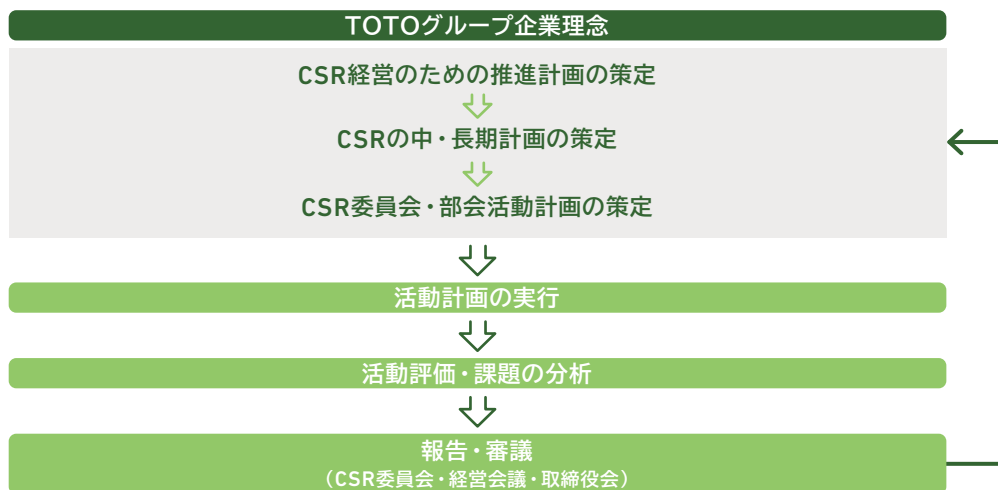 TOTOグループ企業理念
CSR経営のための推進計画の策定
CSRの中・長期計画の策定
CSR委員会・部会活動計画の策定
活動計画の実行
活動評価・課題の分析
報告・審議
（CSR委員会・経営会議・取締役会）